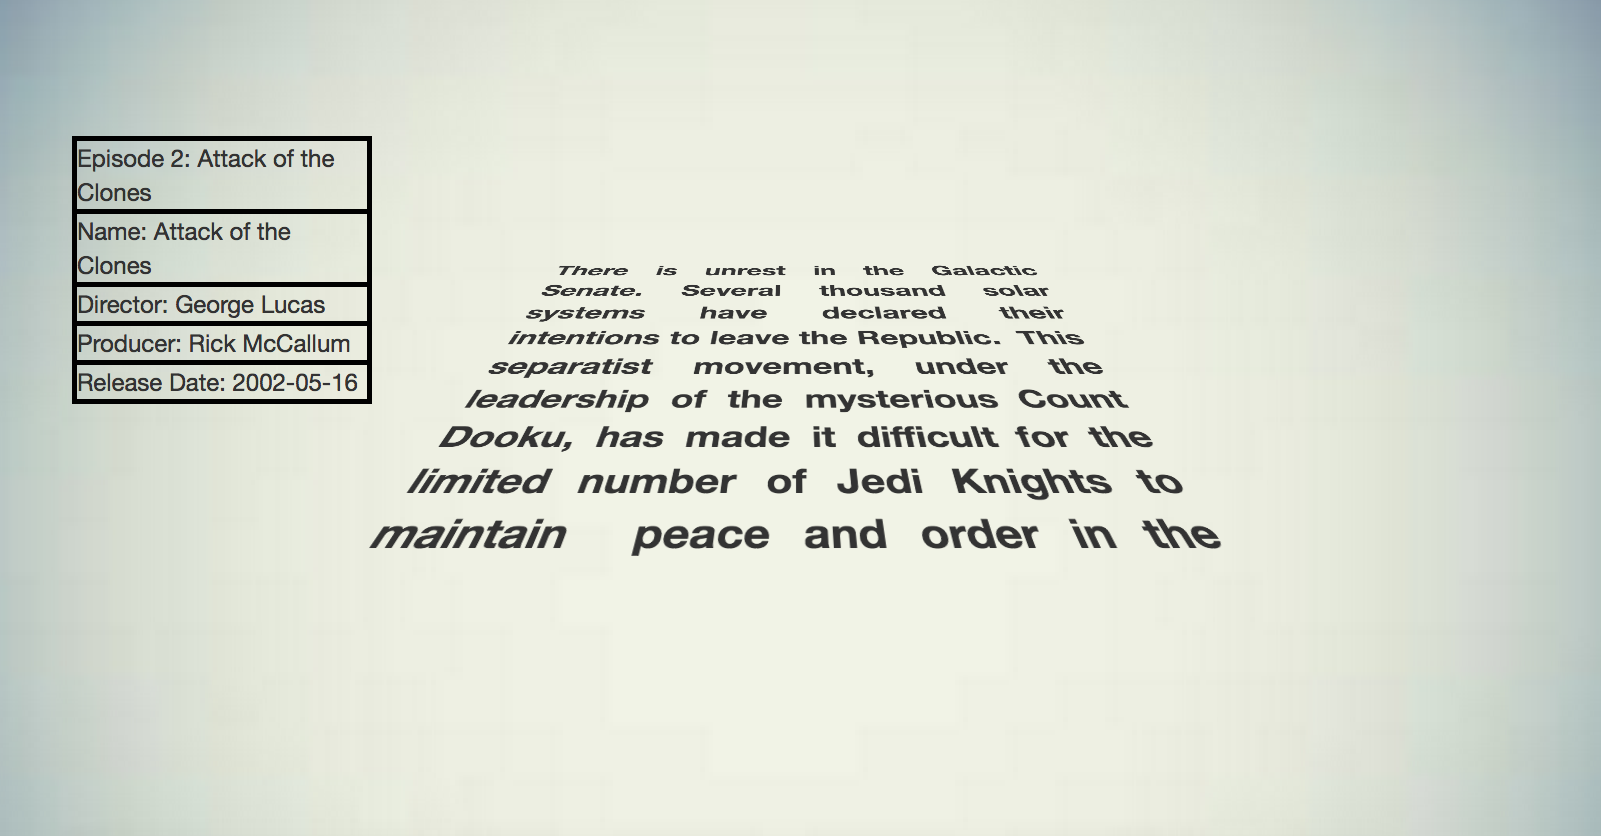 Episode 2: Attack of the
Clones
Name: Attack of the
Clones
Director: George Lucas
Producer: Rick McCallum
Release Date: 2002-05-16
There is unrest in the Galactic
Senate. Several thousand solar
systems have declared their
intentions to leave the Republic. This
separatist movement, under the
leadership of the mysterious Count
Dooku, has made it difficult for the
limited number of Jedi Knights to
maintain peace and order in the